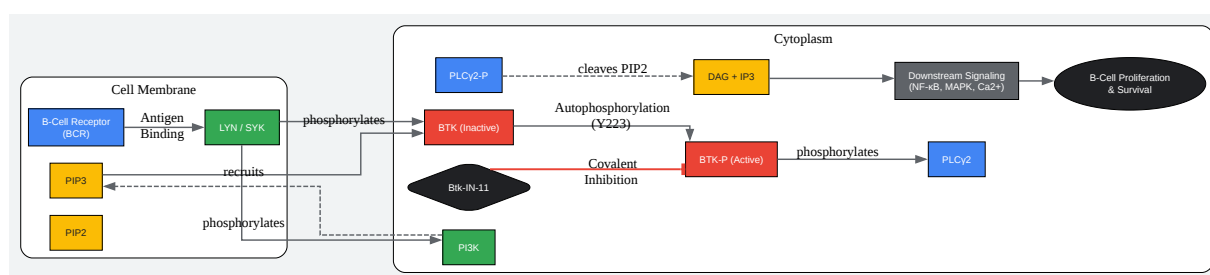 Cytoplasm
PLCγ2-P
cleaves PIP2
DAG + IP3
Downstream Signaling
(NF-κB, MAPK, Ca2+)
B-Cell Proliferation
& Survival
Cell Membrane
B-Cell Receptor
(BCR)
Antigen
Binding
LYN / SYK
phosphorylates
BTK (Inactive)
Autophosphorylation
(Y223)
BTK-P (Active)
phosphorylates
PLCγ2
PIP3
recruits
Btk-IN-11
Covalent
Inhibition
PIP2
phosphorylates
PI3K